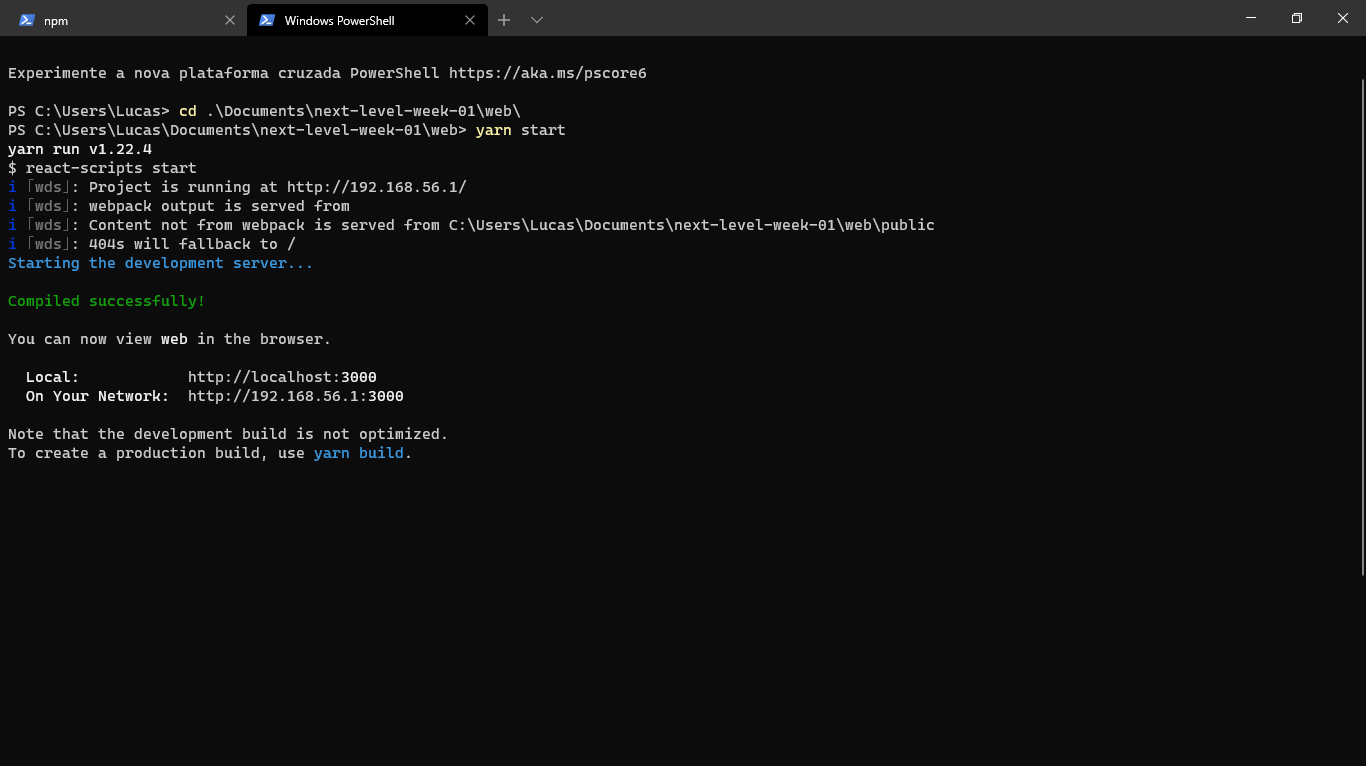 npm
Windows PowerShell
Experimente a nova plataforma cruzada PowerShell https://aka.ms/pscore6
PS C:\Users\Lucas> cd .\Documents\next-level-week-01\web\
PS C:\Users\Lucas\Documents\next-level-week-01\web> yarn start
yarn run v1.22.4
$ react-scripts start
i ｢wds｣: Project is running at http://192.168.56.1/
i ｢wds｣: webpack output is served from
i ｢wds｣: Content not from webpack is served from C:\Users\Lucas\Documents\next-level-week-01\web\public
i ｢wds｣: 404s will fallback to /
Starting the development server...
Compiled successfully!
You can now view web in the browser.
Local: http://localhost:3000
On Your Network: http://192.168.56.1:3000
Note that the development build is not optimized.
To create a production build, use yarn build.